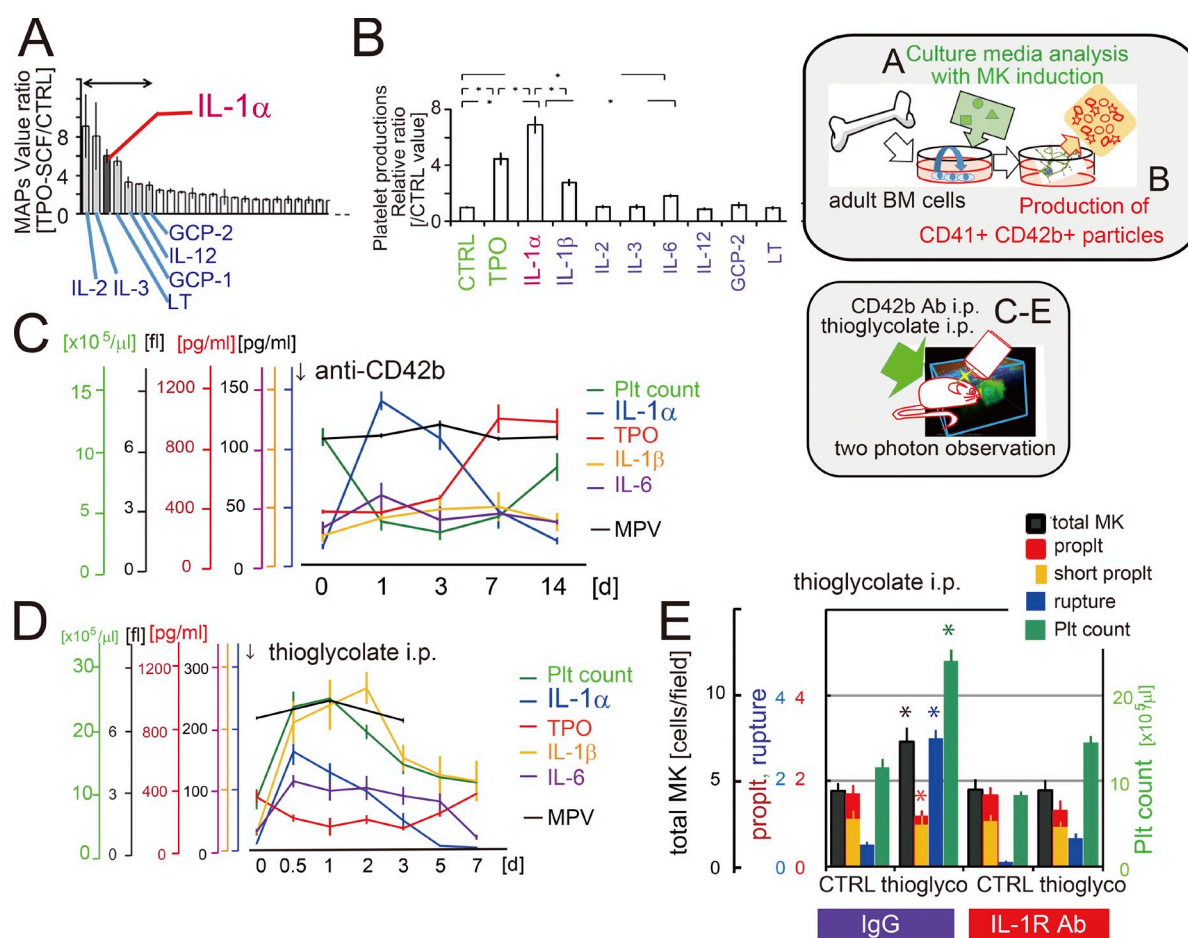 A
MAPs Value ratio
[TPO-SCF/CTRL]
12
8
4
0
IL-1α
GCP-2
IL-12
GCP-1
LT
IL-2 IL-3
B
Platelet productions
Relative ratio
[/CTRL value]
8
4
0
* * * * * * *
CTRL
TPO
IL-1α
IL-1β
IL-2
IL-3
IL-6
IL-12
GCP-2
LT
A
Culture media analysis
with MK induction
adult BM cells
B
Production of
CD41+ CD42b+ particles
CD42b Ab i.p.
thioglycolate i.p.
C-E
two photon observation
C
[x10 5/μl] [fl] [pg/ml] [pg/ml]
↓ anti-CD42b
15 10 5 0
6 3 0
1200 800 400 0
150 100 50 0
Plt count
IL-1α
TPO
IL-1β
IL-6
MPV
0 1 3 7 14 [d]
D
[x10 5/μl] [fl] [pg/ml]
↓ thioglycolate i.p.
30 20 10 0
6 3 0
1200 800 400 0
300 200 100 0
Plt count
IL-1α
TPO
IL-1β
IL-6
MPV
0 0.5 1 2 3 5 7 [d]
E
thioglycolate i.p.
total MK
proplt
short proplt
rupture
Plt count
total MK [cells/field]
10
5
0
proplt, rupture
4 4
2 2
0 0
* * * *
20
10
0
Plt count [x10 5/μl]
CTRL thioglyco CTRL thioglyco
IgG IL-1R Ab